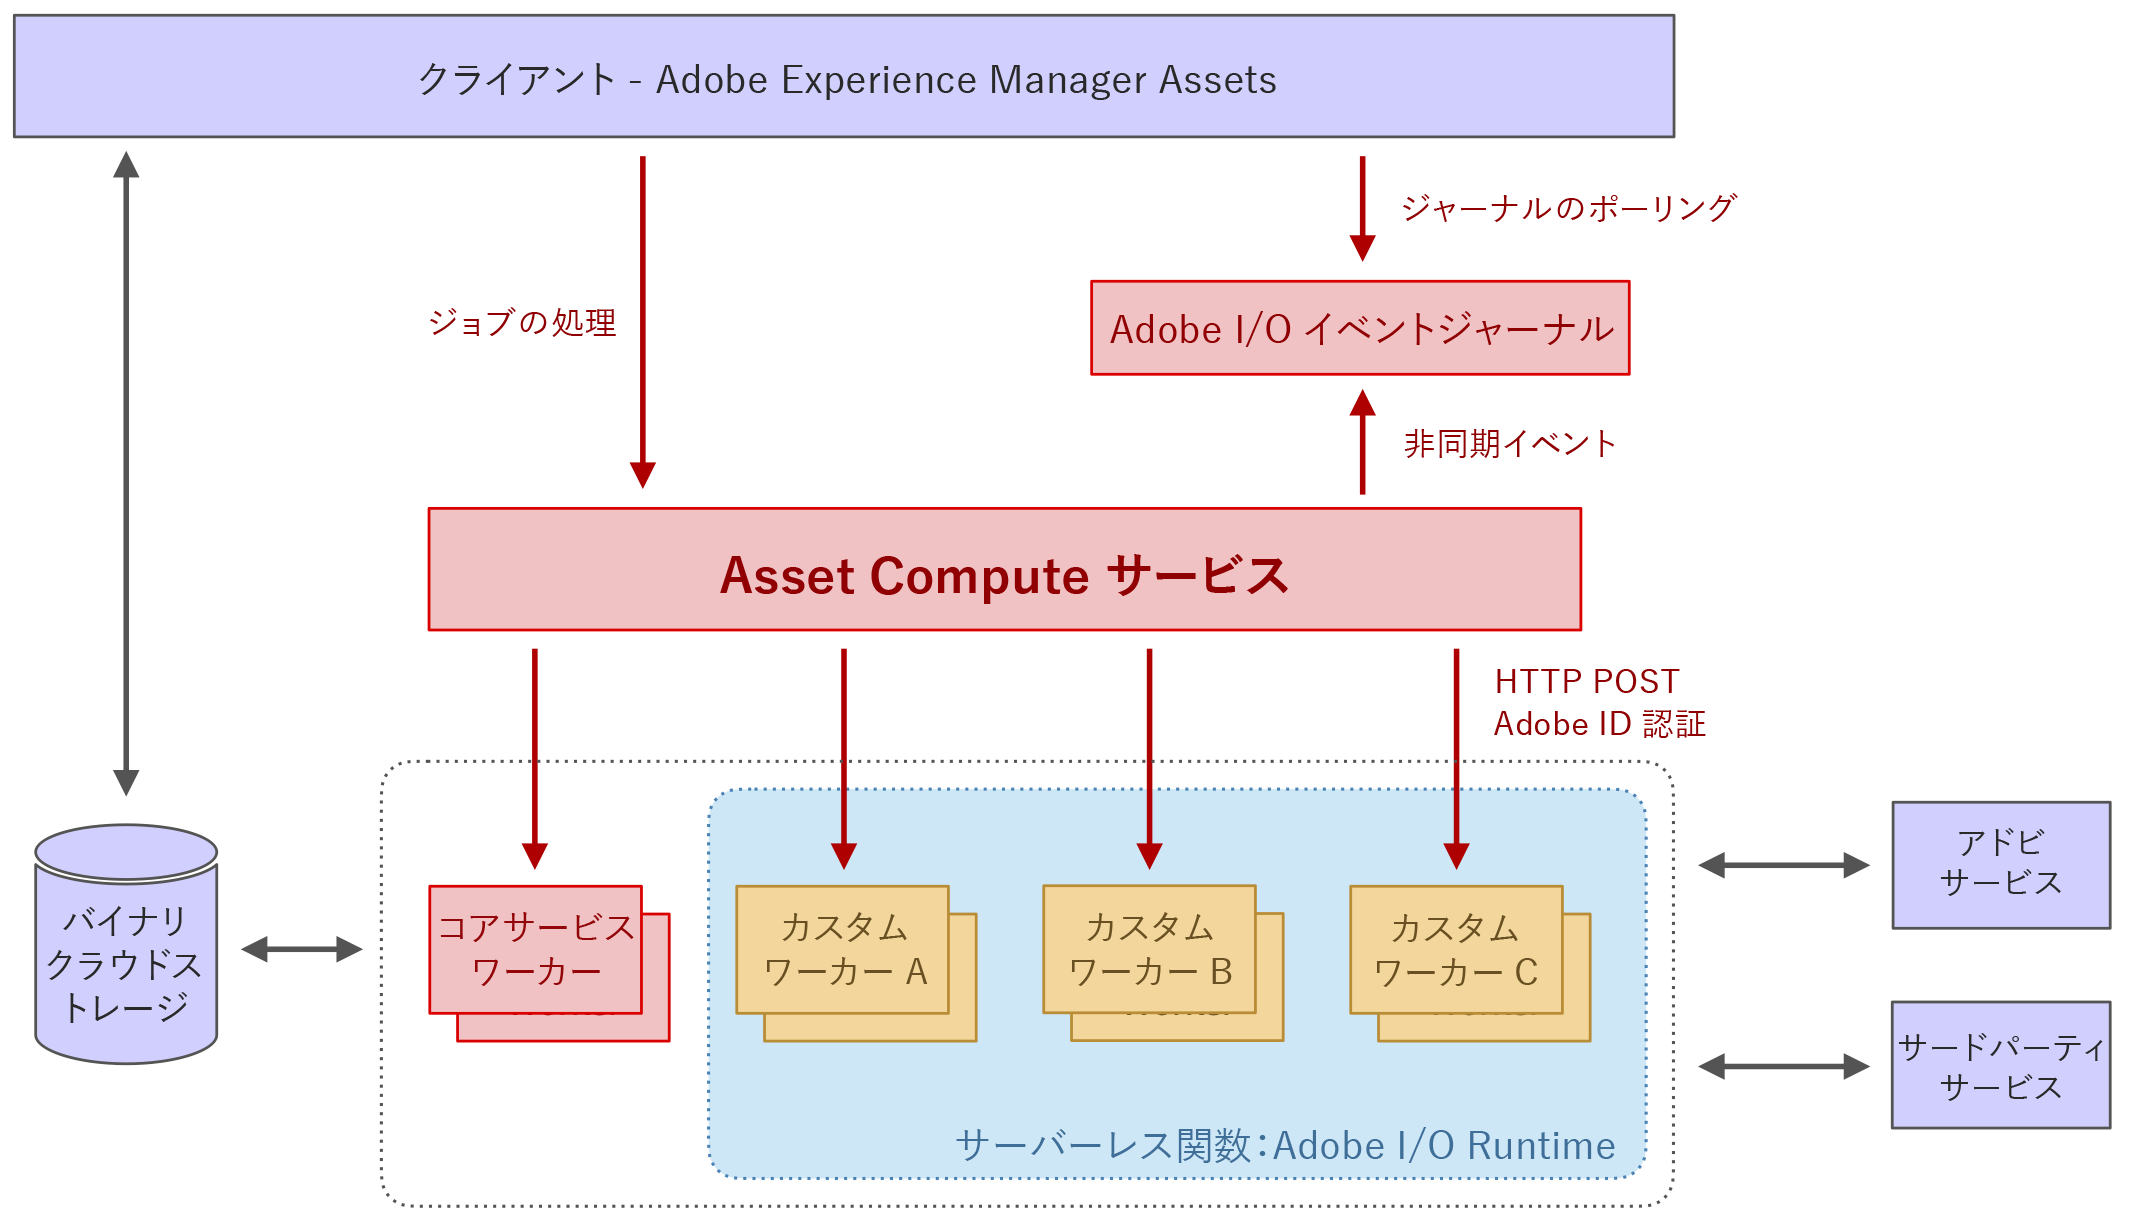 クライアント - Adobe Experience Manager Assets
ジャーナルのポーリング
ジョブの処理
Adobe I/O イベントジャーナル
非同期イベント
Asset Compute サービス
HTTP POST
Adobe ID 認証
バイナリ
クラウドス
トレージ
コアサービス
ワーカー
カスタム
ワーカー A
カスタム
ワーカー B
カスタム
ワーカー C
アドビ
サービス
サードパーティ
サービス
サーバーレス関数：Adobe I/O Runtime